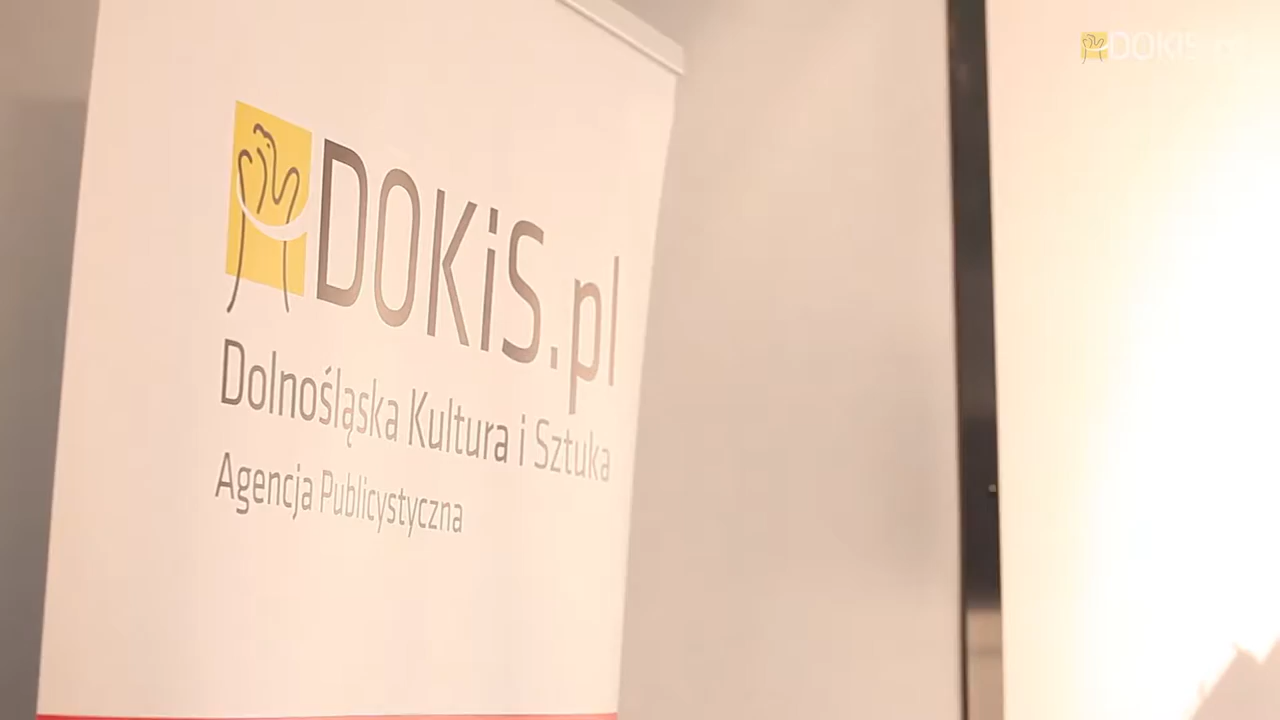 DOKiS.pl
Dolnośląska Kultura i Sztuka
Agencja Publicystyczna
DOKiS